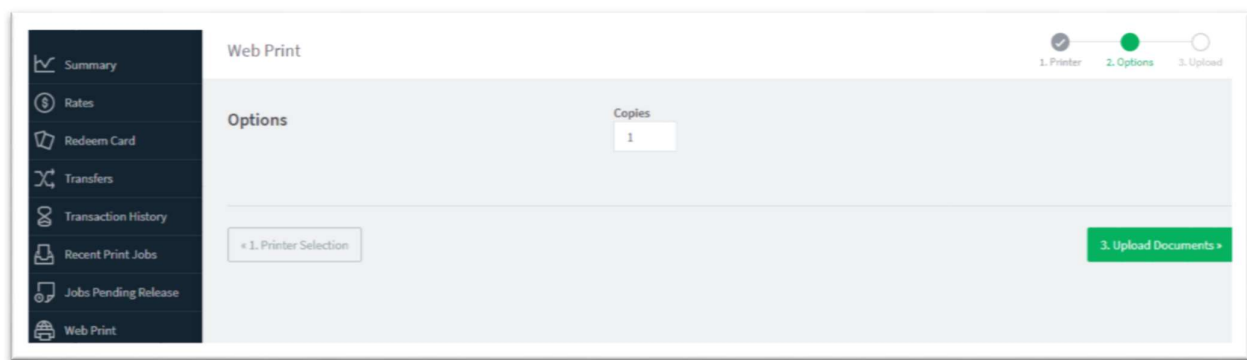 Summary
Rates
Redeem Card
Transfers
Transaction History
Recent Print Jobs
Jobs Pending Release
Web Print
Web Print
1. Printer
2. Options
3. Upload
Options
Copies
1
« 1. Printer Selection
3. Upload Documents »